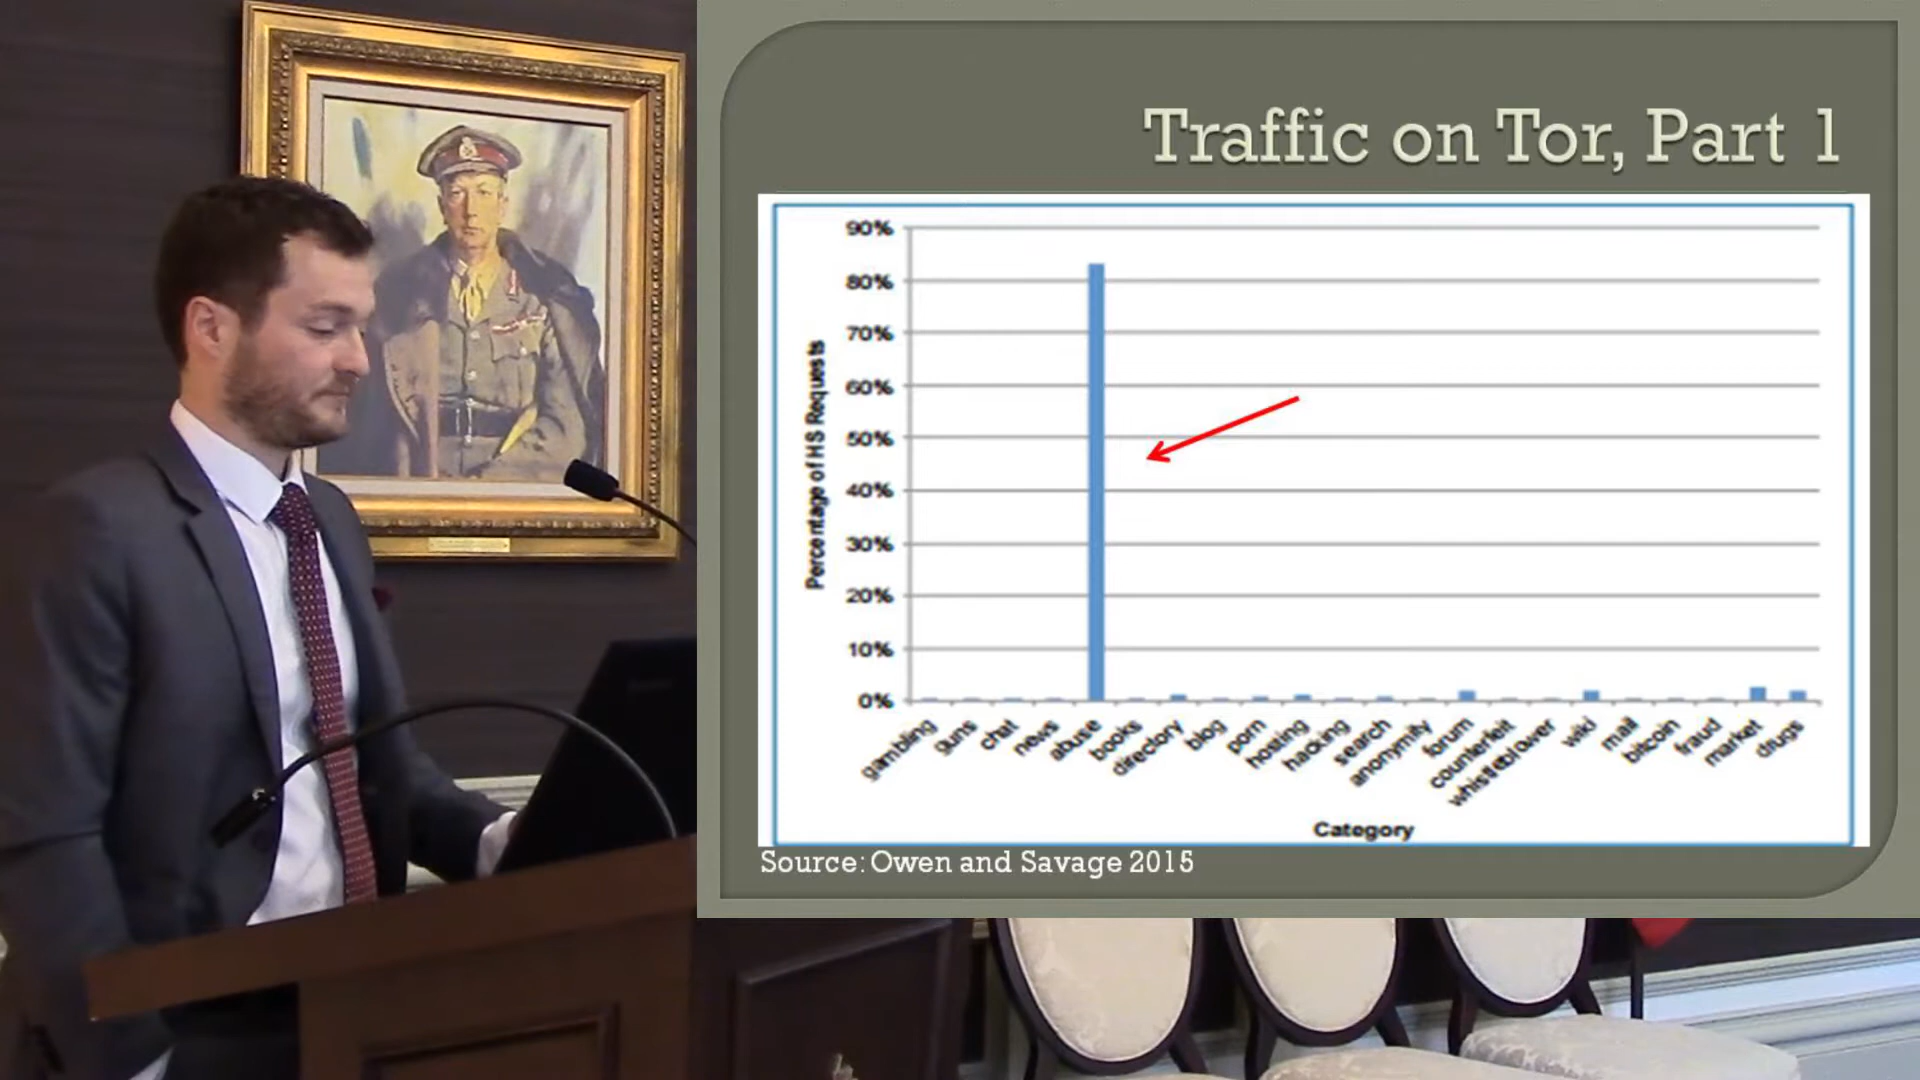 Traffic on Tor, Part 1
90%
80%
70%
60%
50%
40%
30%
20%
10%
0%
Percentage of HS Requests
gambling
guns
chat
news
abuse
books
directory
blog
porn
hosting
hacking
search
anonymity
forum
counterfeit
whistleblower
wiki
mail
bitcoin
fraud
market
drugs
Category
Source: Owen and Savage 2015